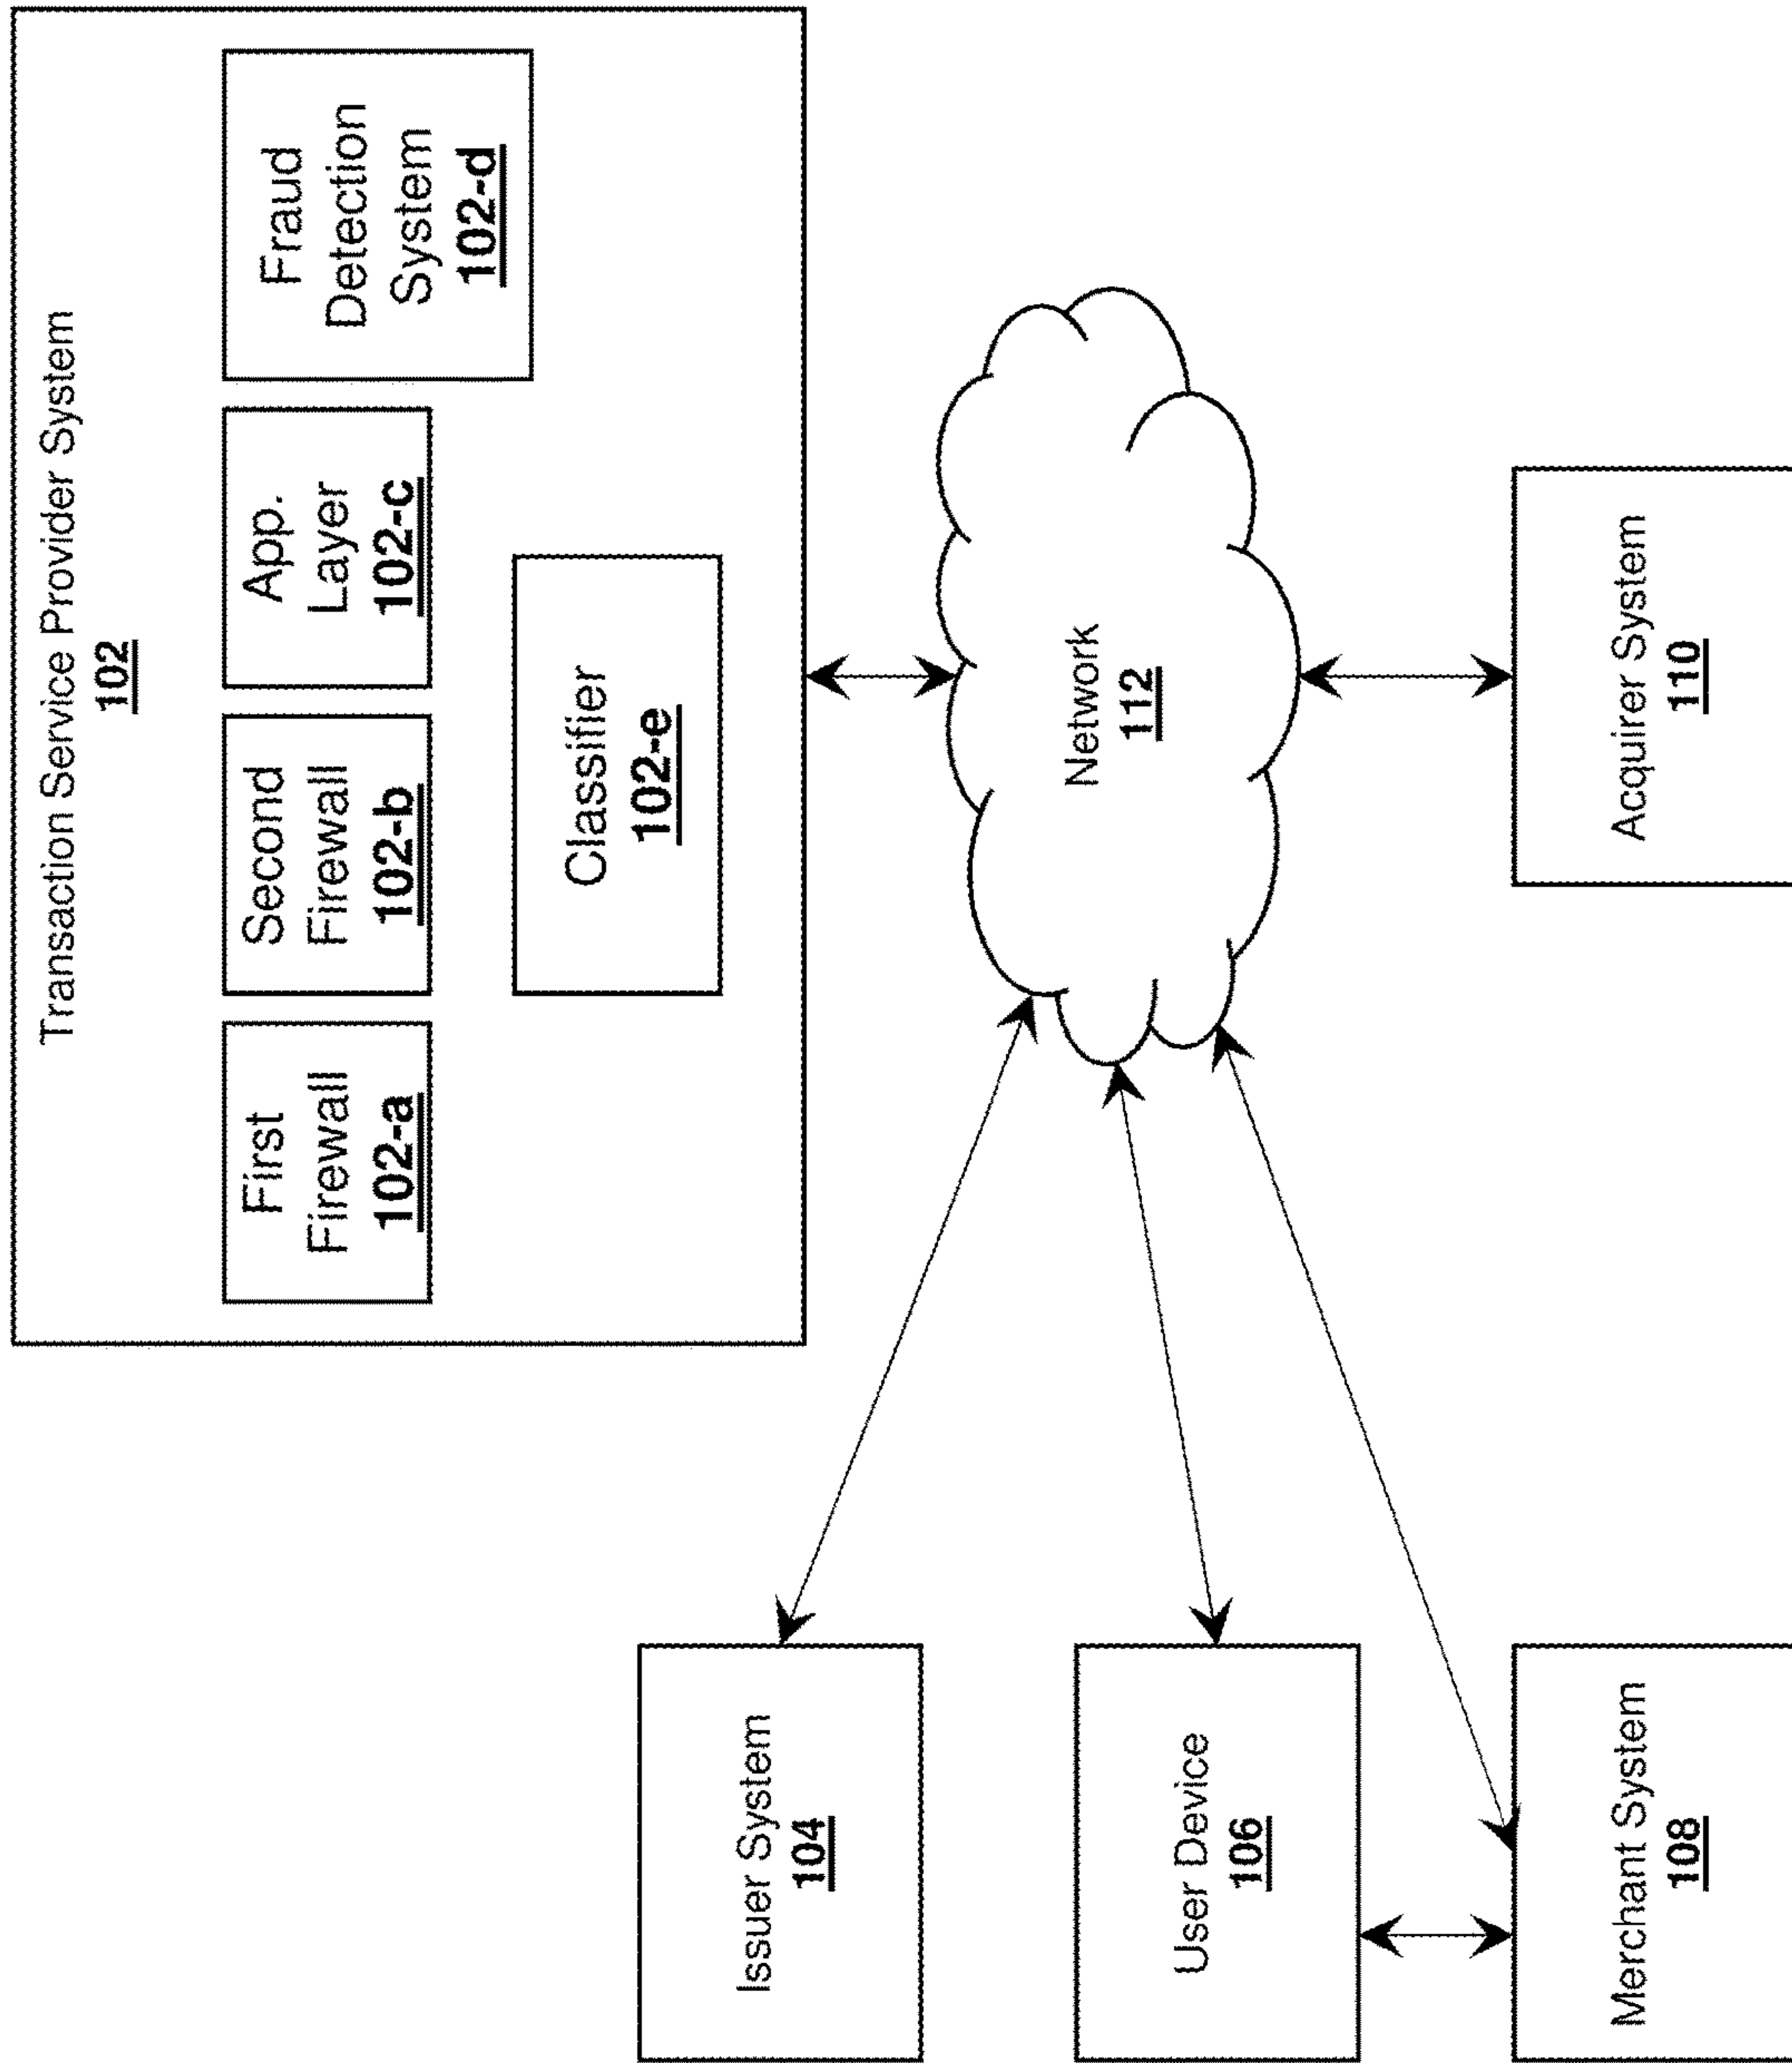 Transaction Service Provider System
102
First
Firewall
102-a
Second
Firewall
102-b
App.
Layer
102-c
Fraud
Detection
System
102-d
Classifier
102-e
Issuer System
104
Network
112
User Device
106
Merchant System
108
Acquirer System
110